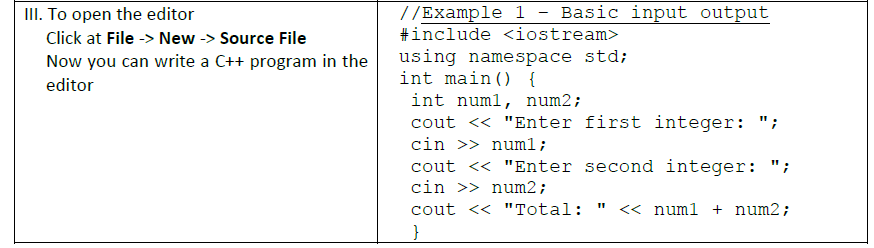 III. To open the editor
Click at File -> New -> Source File
Now you can write a C++ program in the
editor
//Example 1 – Basic input output
#include <iostream>
using namespace std;
int main() {
int num1, num2;
cout << "Enter first integer: ";
cin >> num1;
cout << "Enter second integer: ";
cin >> num2;
cout << "Total: " << num1 + num2;
}